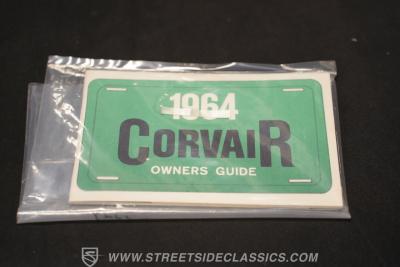 1964
CORVAIR
OWNERS GUIDE
WWW.STREETSIDECLASSICS.COM